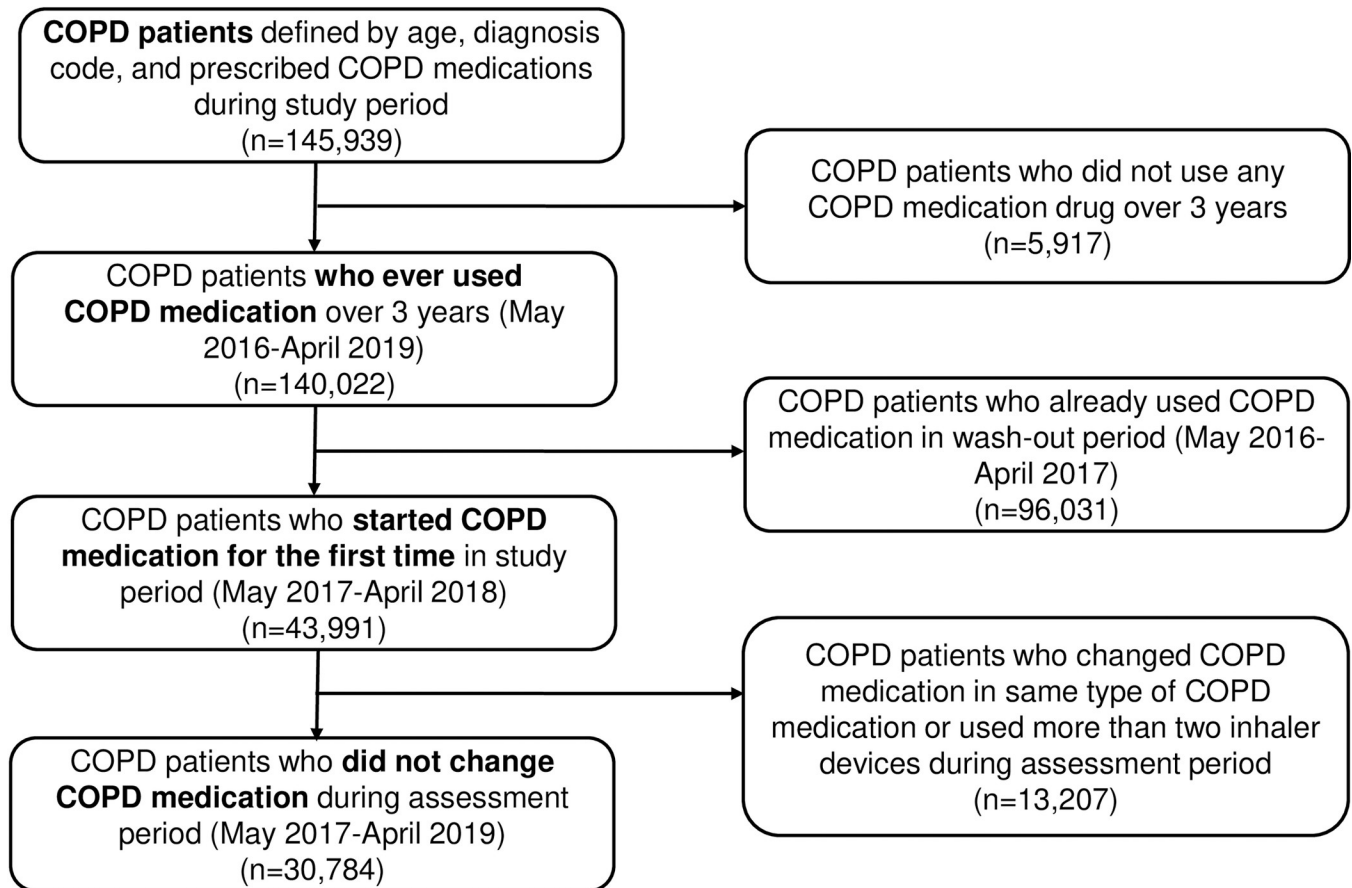 COPD patients defined by age, diagnosis
code, and prescribed COPD medications
during study period
(n=145,939)
COPD patients who did not use any
COPD medication drug over 3 years
(n=5,917)
COPD patients who ever used
COPD medication over 3 years (May
2016-April 2019)
(n=140,022)
COPD patients who already used COPD
medication in wash-out period (May 2016-
April 2017)
(n=96,031)
COPD patients who started COPD
medication for the first time in study
period (May 2017-April 2018)
(n=43,991)
COPD patients who changed COPD
medication in same type of COPD
medication or used more than two inhaler
devices during assessment period
(n=13,207)
COPD patients who did not change
COPD medication during assessment
period (May 2017-April 2019)
(n=30,784)